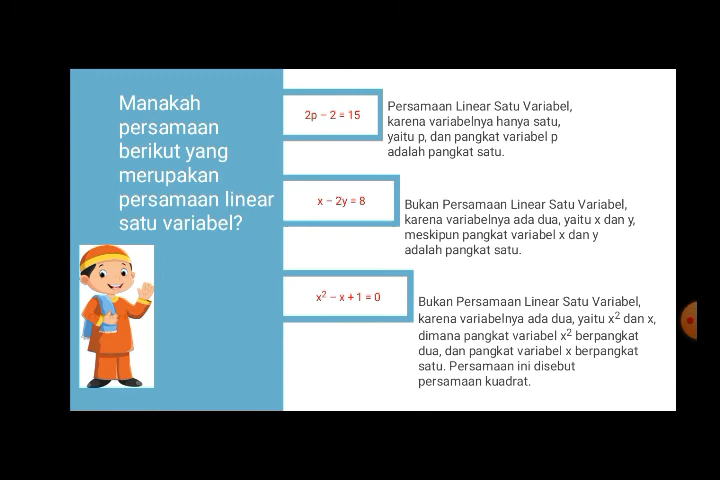 Manakah
persamaan
berikut yang
merupakan
persamaan linear
satu variabel?
2p – 2 = 15
Persamaan Linear Satu Variabel,
karena variabelnya hanya satu,
yaitu p, dan pangkat variabel p
adalah pangkat satu.
x – 2y = 8
Bukan Persamaan Linear Satu Variabel,
karena variabelnya ada dua, yaitu x dan y,
meskipun pangkat variabel x dan y
adalah pangkat satu.
x² – x + 1 = 0
Bukan Persamaan Linear Satu Variabel,
karena variabelnya ada dua, yaitu x² dan x,
dimana pangkat variabel x² berpangkat
dua, dan pangkat variabel x berpangkat
satu. Persamaan ini disebut
persamaan kuadrat.